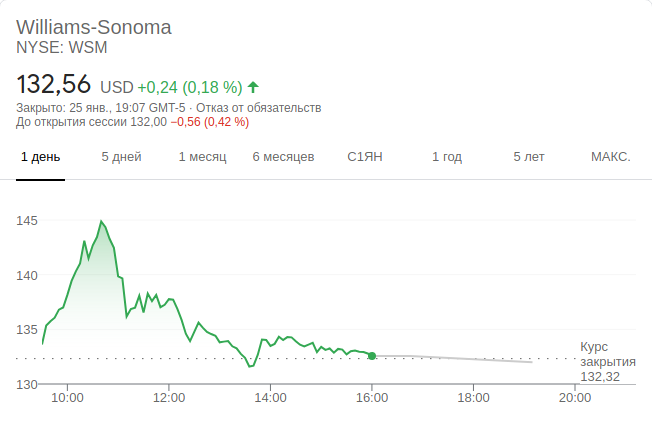 Williams-Sonoma
NYSE: WSM
132,56 USD +0,24 (0,18 %)
Закрыто: 25 янв., 19:07 GMT-5 · Отказ от обязательств
До открытия сессии 132,00 −0,56 (0,42 %)
1 день 5 дней 1 месяц 6 месяцев С1ЯН 1 год 5 лет МАКС.
145
140
135
Курс
закрытия
132,32
130
10:00 12:00 14:00 16:00 18:00 20:00